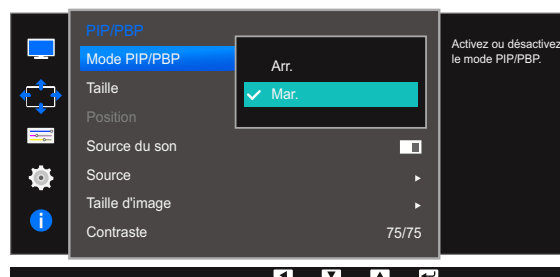 PIP/PBP
Mode PIP/PBP
Arr.
Taille
Mar.
Position
Source du son
Source
Taille d'image
Contraste
75/75
Activez ou désactivez
le mode PIP/PBP.